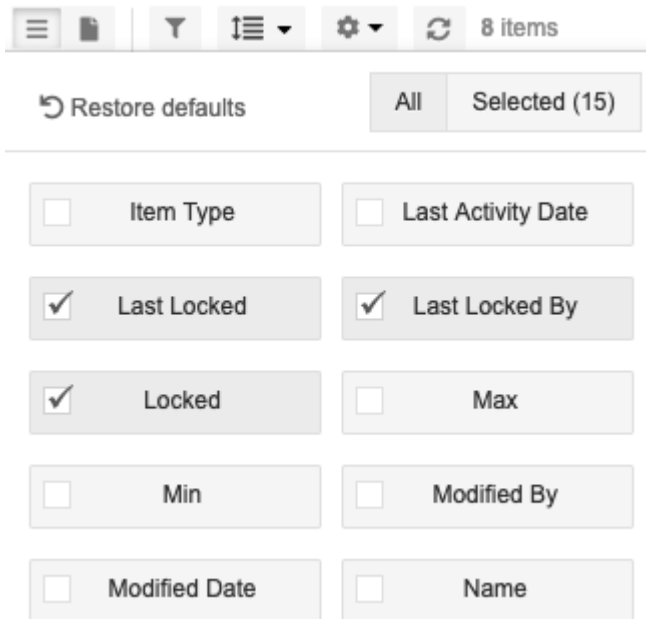 8 items
Restore defaults All Selected (15)
Item Type Last Activity Date
Last Locked Last Locked By
Locked Max
Min Modified By
Modified Date Name